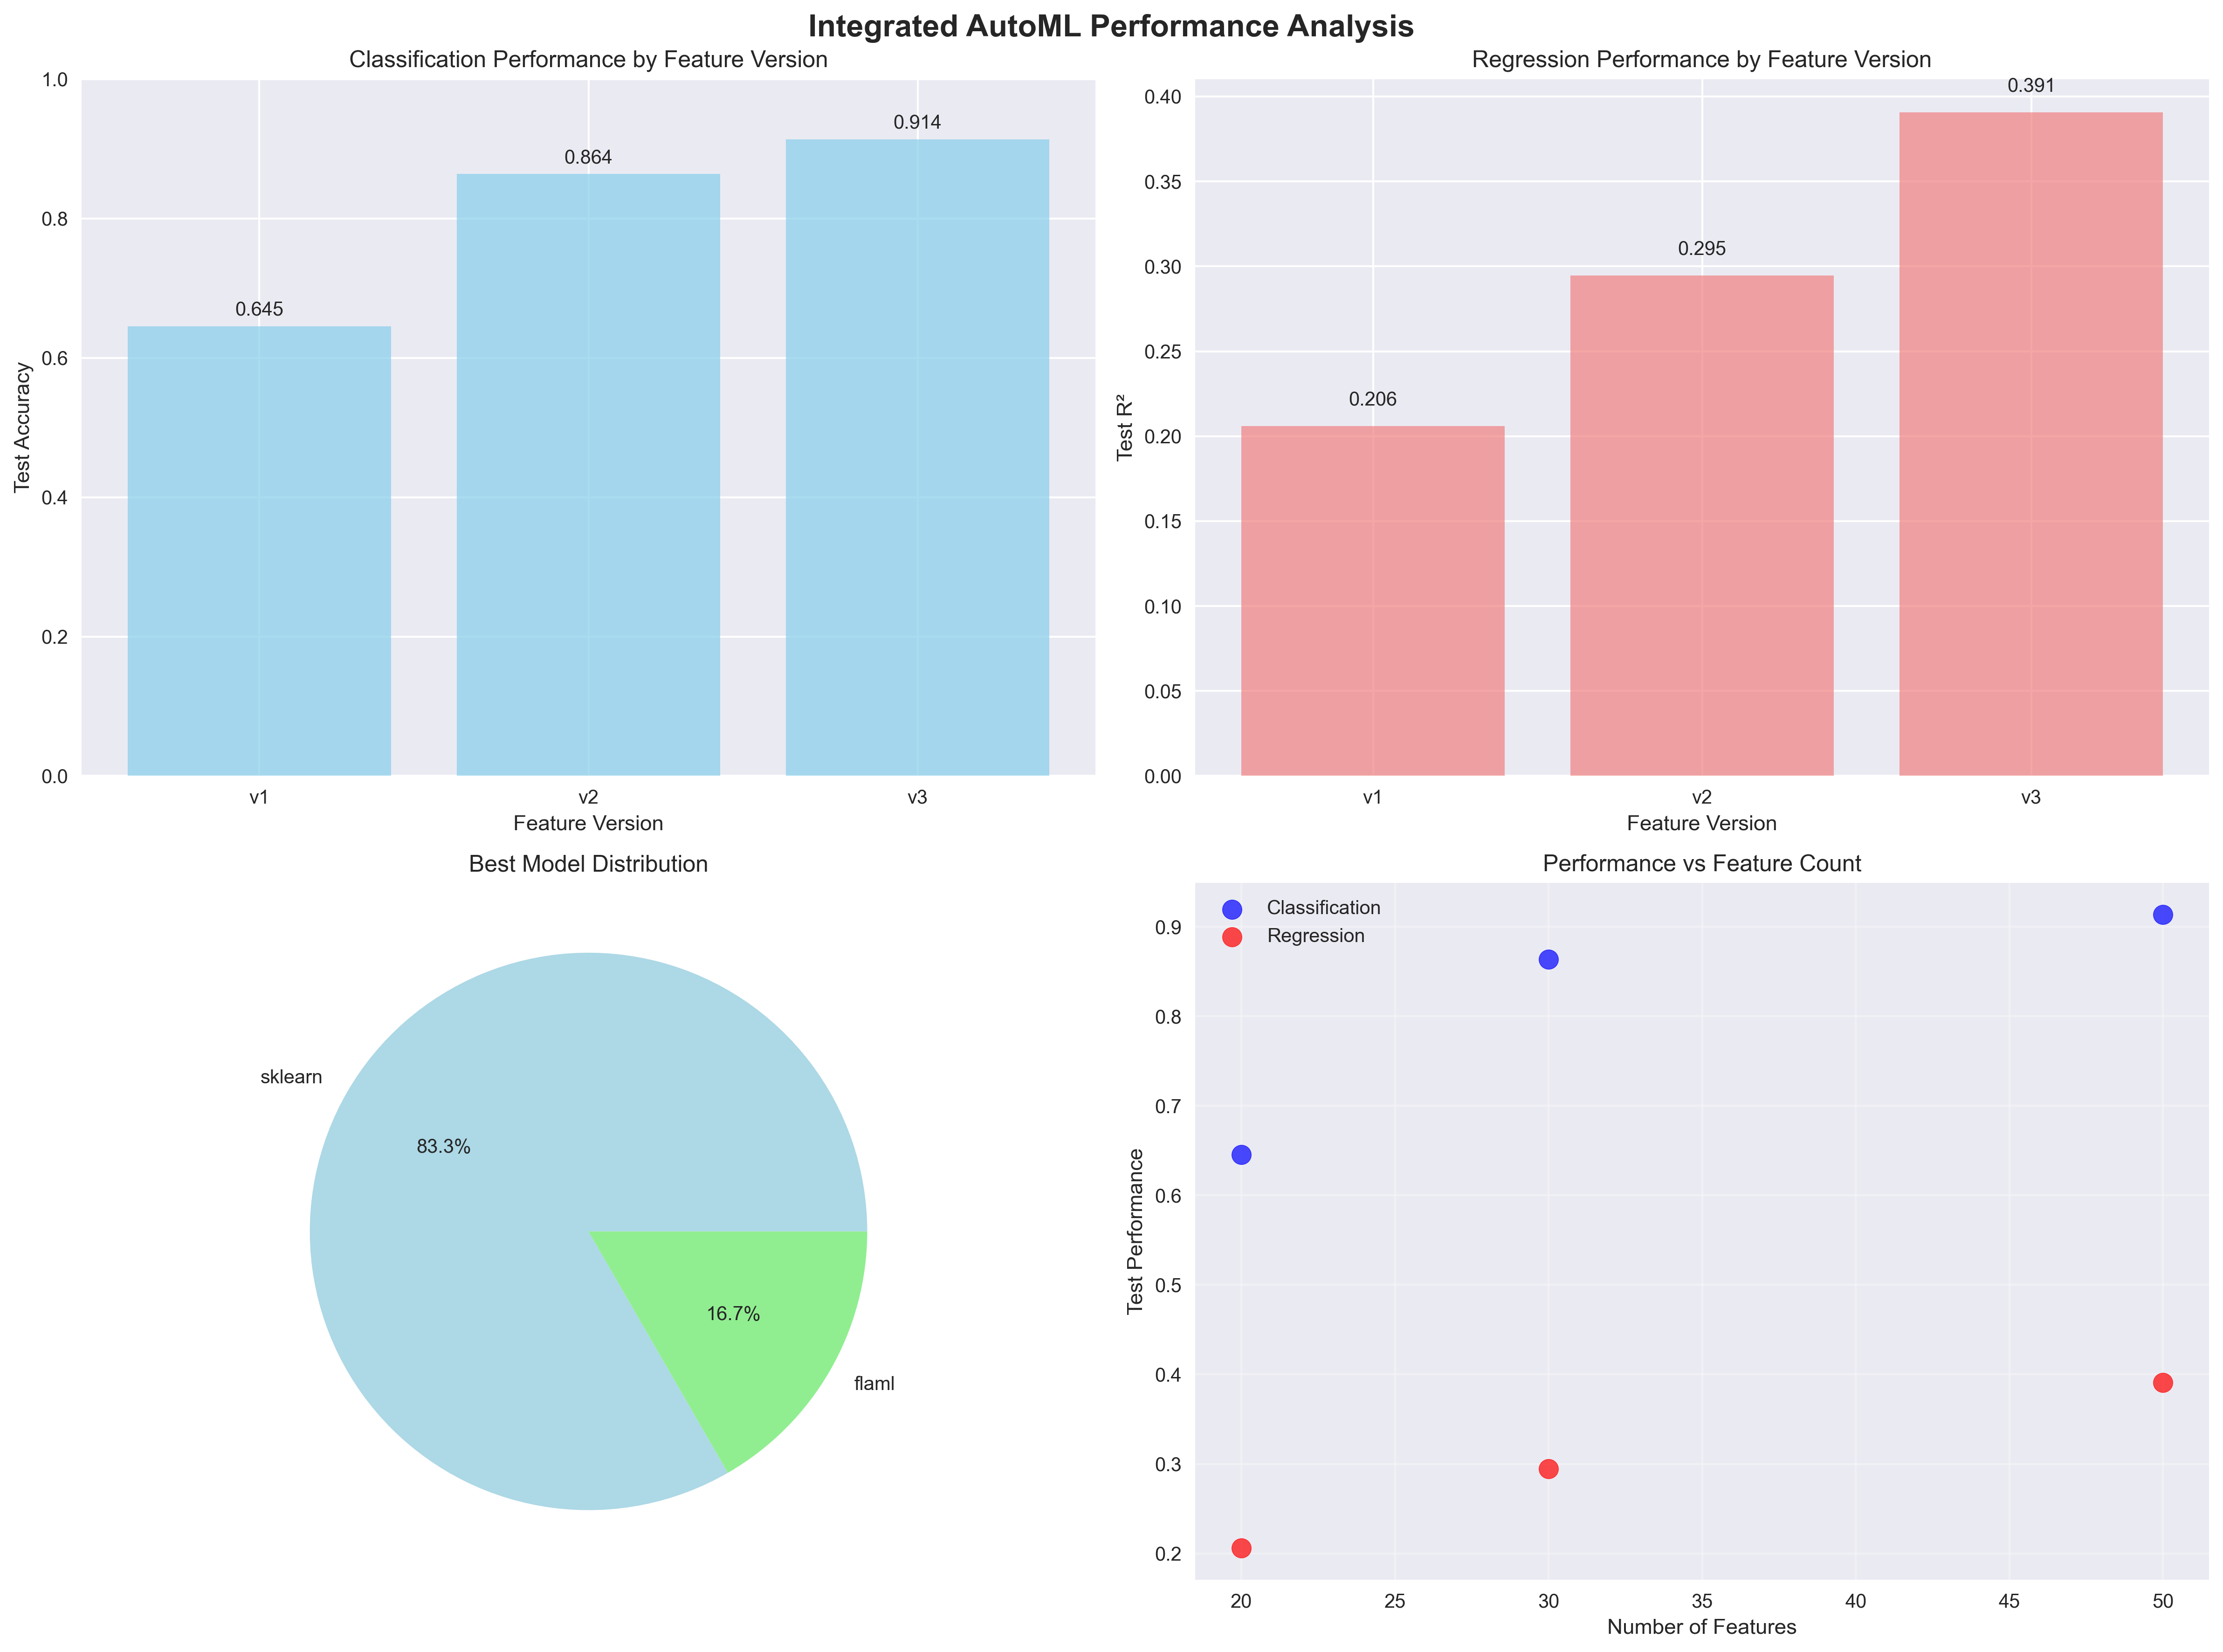 Integrated AutoML Performance Analysis
Classification Performance by Feature Version
1.0
0.8
0.6
0.4
0.2
0.0
Test Accuracy
0.645
0.864
0.914
v1
v2
v3
Feature Version
Regression Performance by Feature Version
0.40
0.35
0.30
0.25
0.20
0.15
0.10
0.05
0.00
Test R²
0.206
0.295
0.391
v1
v2
v3
Feature Version
Best Model Distribution
sklearn
83.3%
16.7%
flaml
Performance vs Feature Count
Classification
Regression
0.9
0.8
0.7
0.6
0.5
0.4
0.3
0.2
Test Performance
20
25
30
35
40
45
50
Number of Features